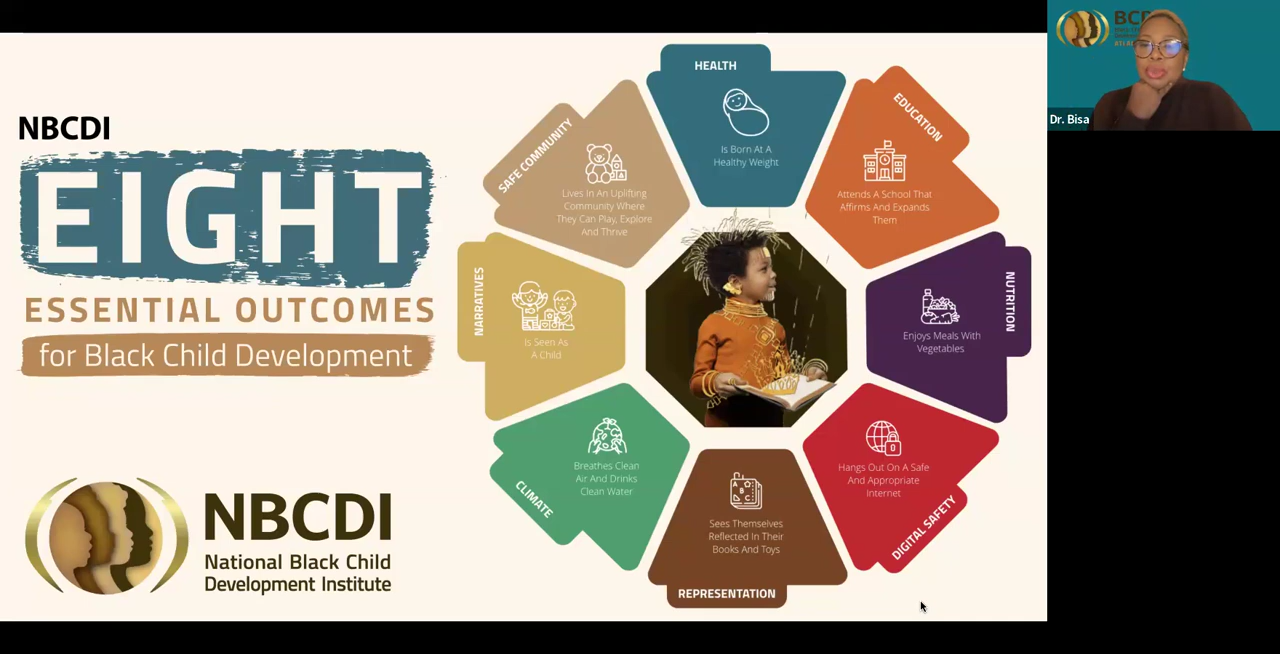 NBCDI
EIGHT
ESSENTIAL OUTCOMES
for Black Child Development
NBCDI
National Black Child
Development Institute
HEALTH
Is Born At A
Healthy Weight
EDUCATION
Attends A School That
Affirms And Expands
Them
NUTRITION
Enjoys Meals With
Vegetables
DIGITAL SAFETY
Hangs Out On A Safe
And Appropriate
Internet
REPRESENTATION
Sees Themselves
Reflected In Their
Books And Toys
CLIMATE
Breathes Clean
Air And Drinks
Clean Water
NARRATIVES
Is Seen As
A Child
SAFE COMMUNITY
Lives In An Uplifting
Community Where
They Can Play, Explore
And Thrive
Dr. Bisa